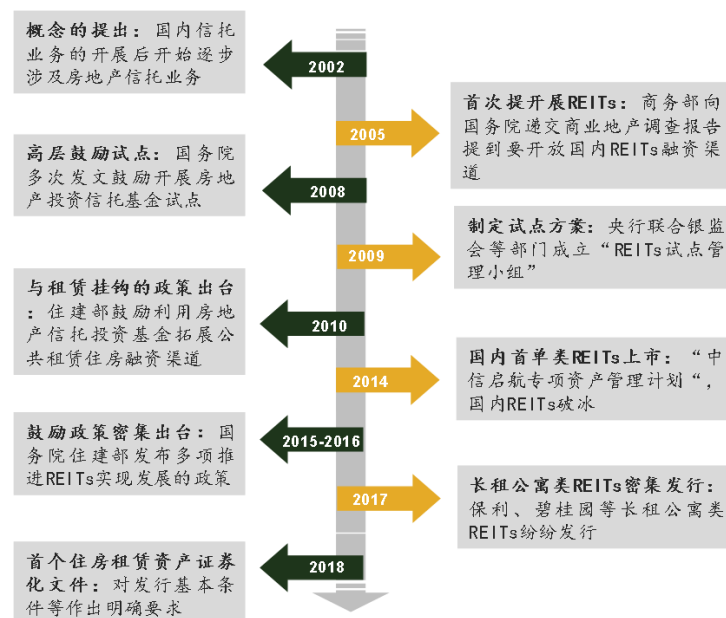 概念的提出：国内信托
业务的开展后开始逐步
涉及房地产信托业务
2002
首次提开展REITs：商务部向
国务院递交商业地产调查报告
提到要开放国内REITs融资渠
道
2005
高层鼓励试点：国务院
多次发文鼓励开展房地
产投资信托基金试点
2008
制定试点方案：央行联合银监
会等部门成立“REITs试点管
理小组”
2009
与租赁挂钩的政策出台
：住建部鼓励利用房地
产信托投资基金拓展公
共租赁住房融资渠道
2010
国内首单类REITs上市：“中
信启航专项资产管理计划“，
国内REITs破冰
2014
鼓励政策密集出台：国
务院住建部发布多项推
进REITs实现发展的政策
2015-2016
长租公寓类REITs密集发行：
保利、碧桂园等长租公寓类
REITs纷纷发行
2017
首个住房租赁资产证券
化文件：对发行基本条
件等作出明确要求
2018